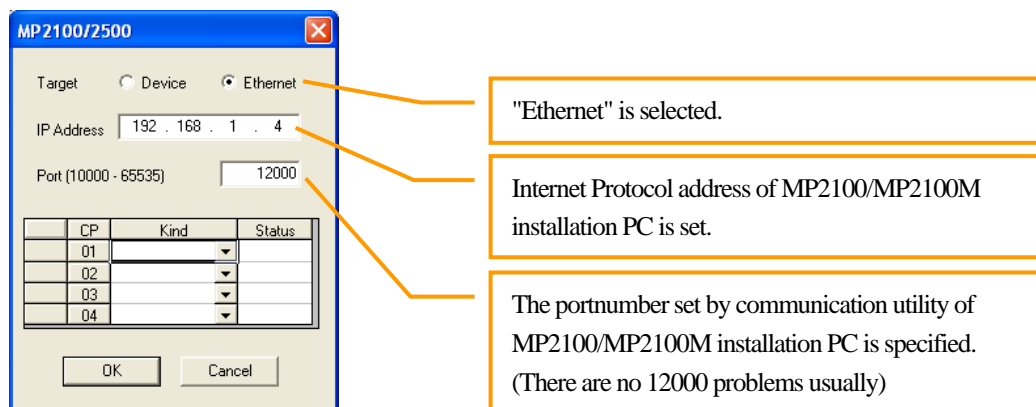 MP2100/2500
Target Device Ethernet
IP Address 192 . 168 . 1 . 4
Port (10000 - 65535) 12000
CP Kind Status
01
02
03
04
OK Cancel
"Ethernet" is selected.
Internet Protocol address of MP2100/MP2100M
installation PC is set.
The portnumber set by communication utility of
MP2100/MP2100M installation PC is specified.
(There are no 12000 problems usually)